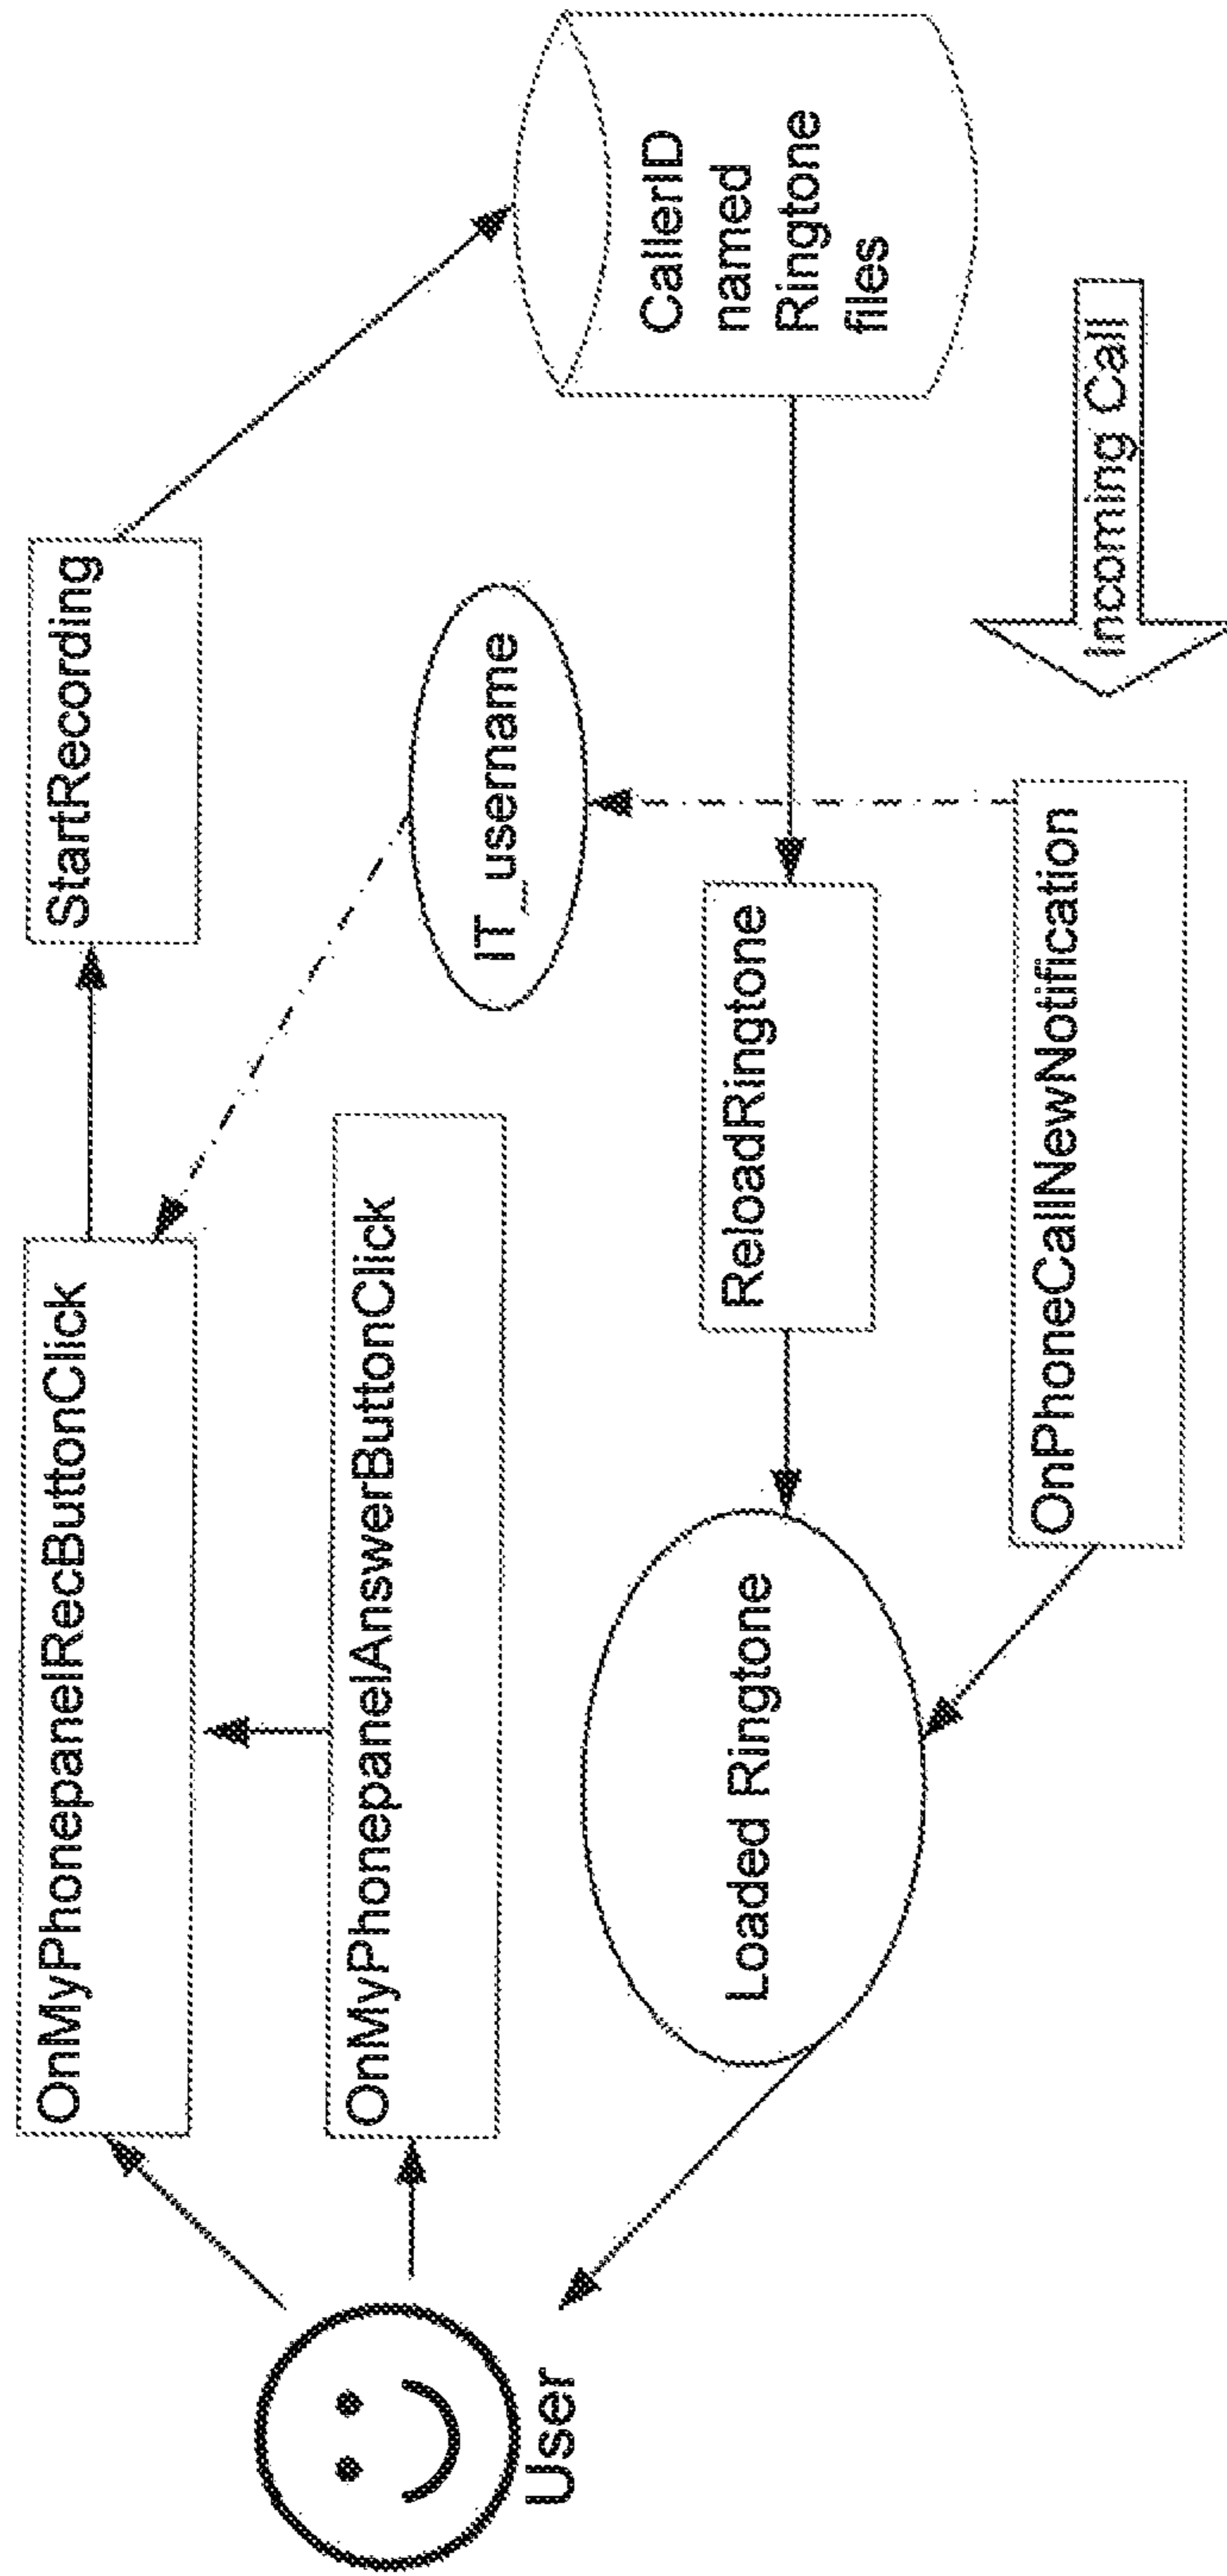 OnMyPhonepanelRecButtonClick
StartRecording
OnMyPhonepanelAnswerButtonClick
IT_username
User
Loaded Ringtone
ReloadRingtone
CallerID
named
Ringtone
files
OnPhoneCallNewNotification
Incoming Call